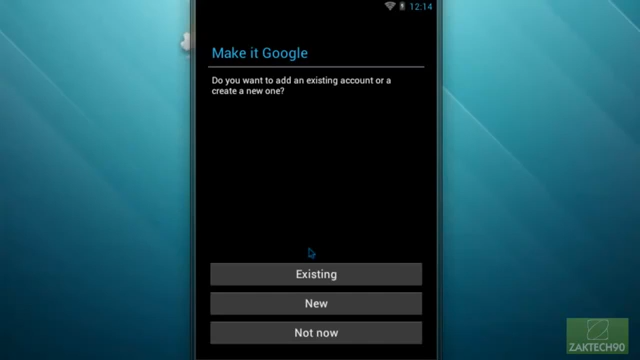 12:14
Make it Google
Do you want to add an existing account or a
create a new one?
Existing
New
Not now
ZAKTECH90